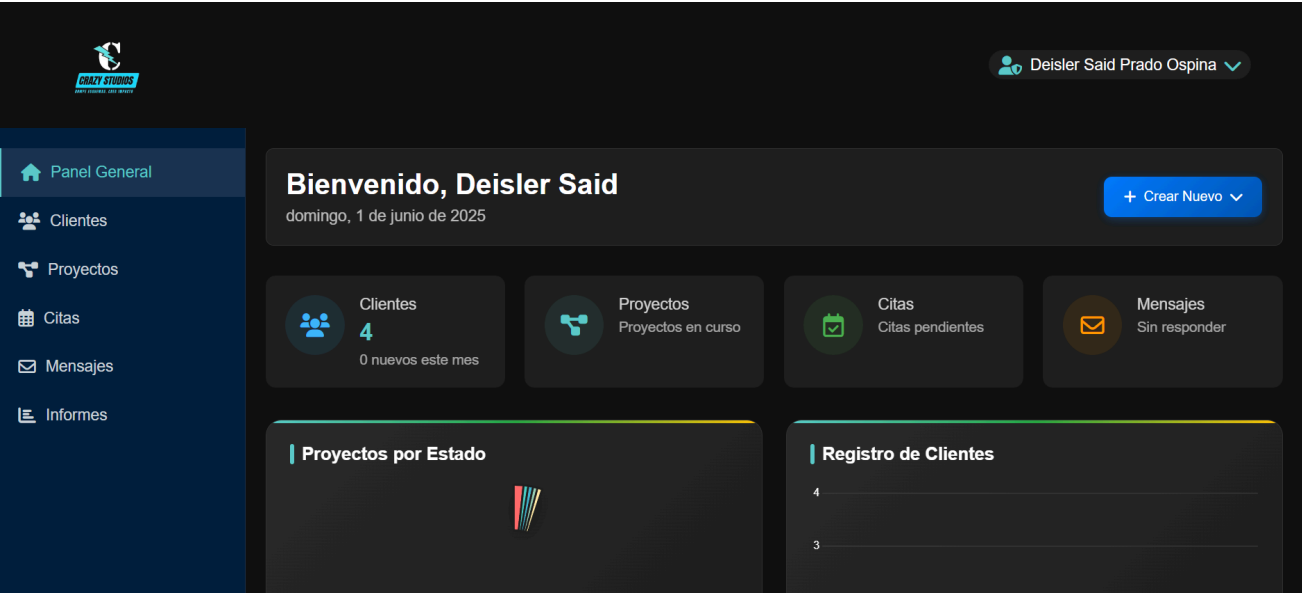 CRAZY STUDIOS
Deisler Said Prado Ospina
Panel General
Clientes
Proyectos
Citas
Mensajes
Informes
Bienvenido, Deisler Said
domingo, 1 de junio de 2025
+ Crear Nuevo
Clientes
4
0 nuevos este mes
Proyectos
Proyectos en curso
Citas
Citas pendientes
Mensajes
Sin responder
Proyectos por Estado
Registro de Clientes
4
3